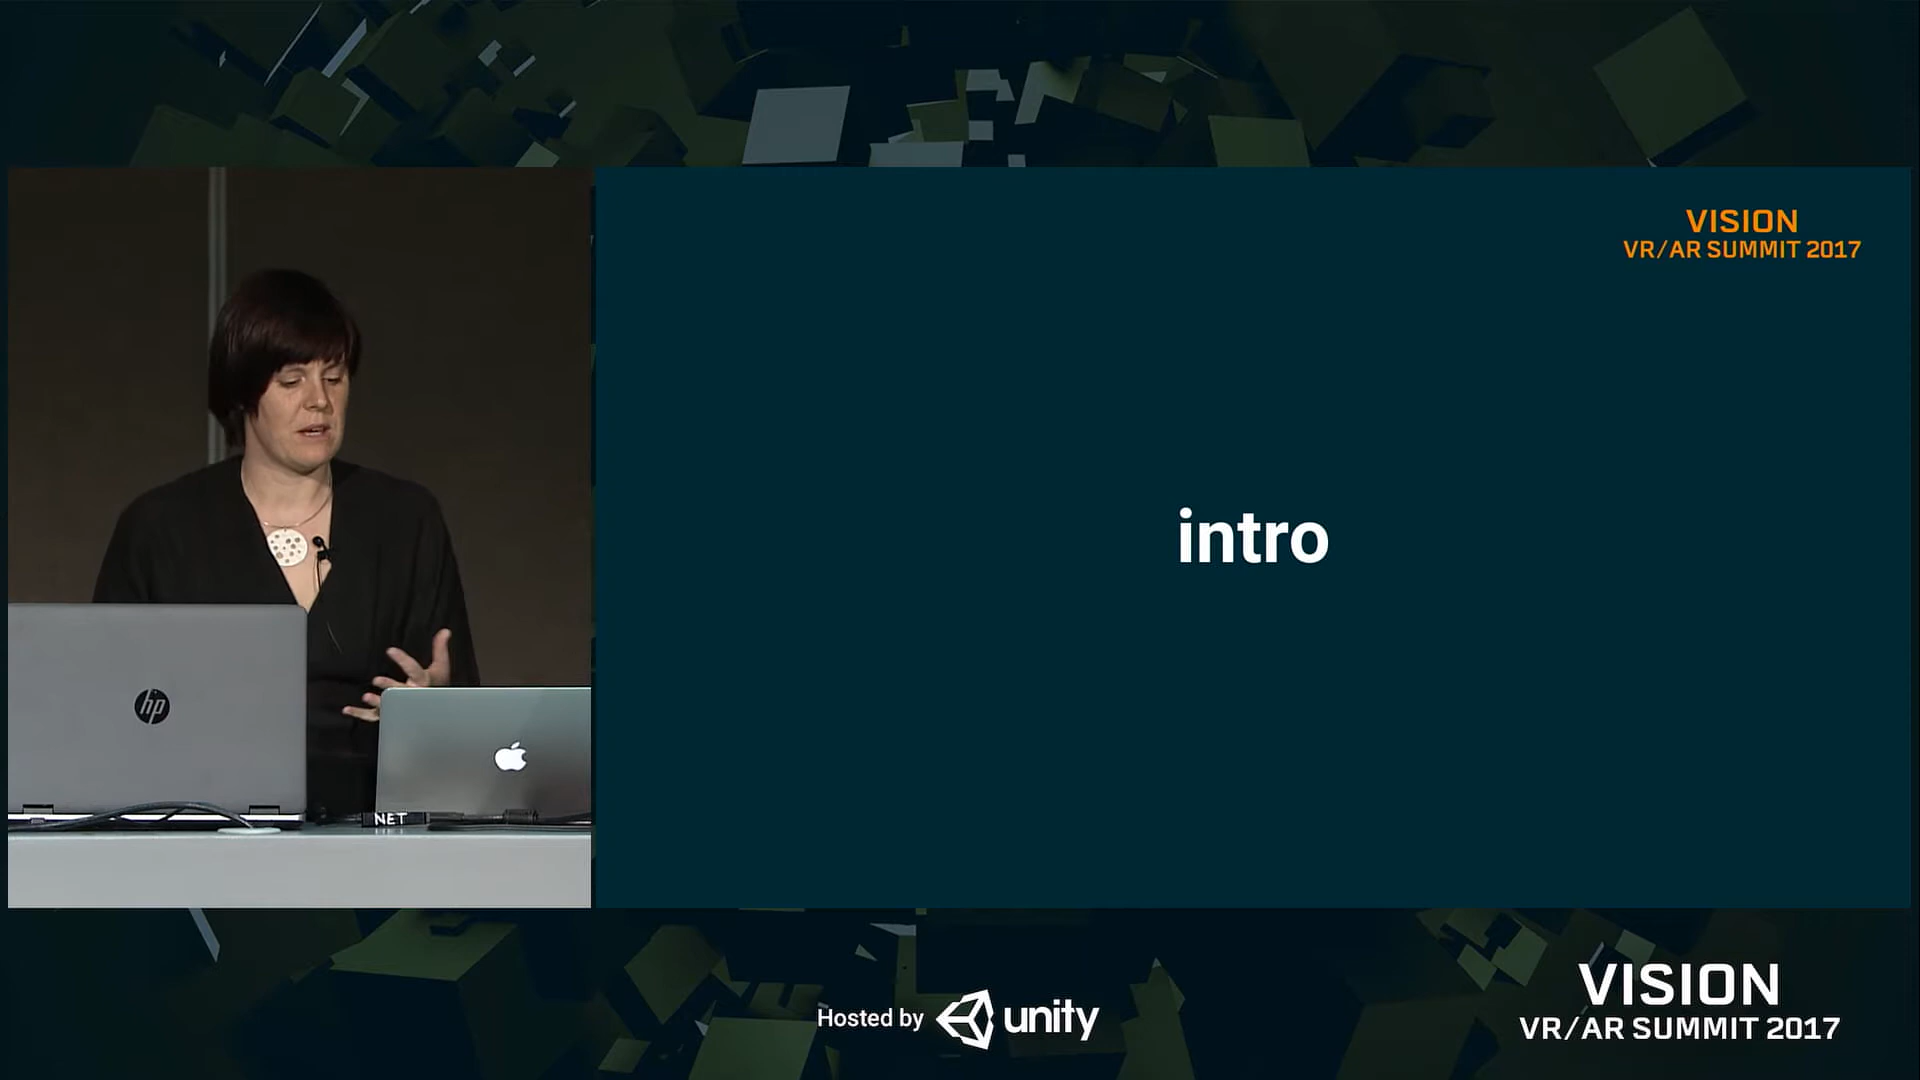 VISION
VR/AR SUMMIT 2017
intro
hp
NET
Hosted by unity
VISION
VR/AR SUMMIT 2017